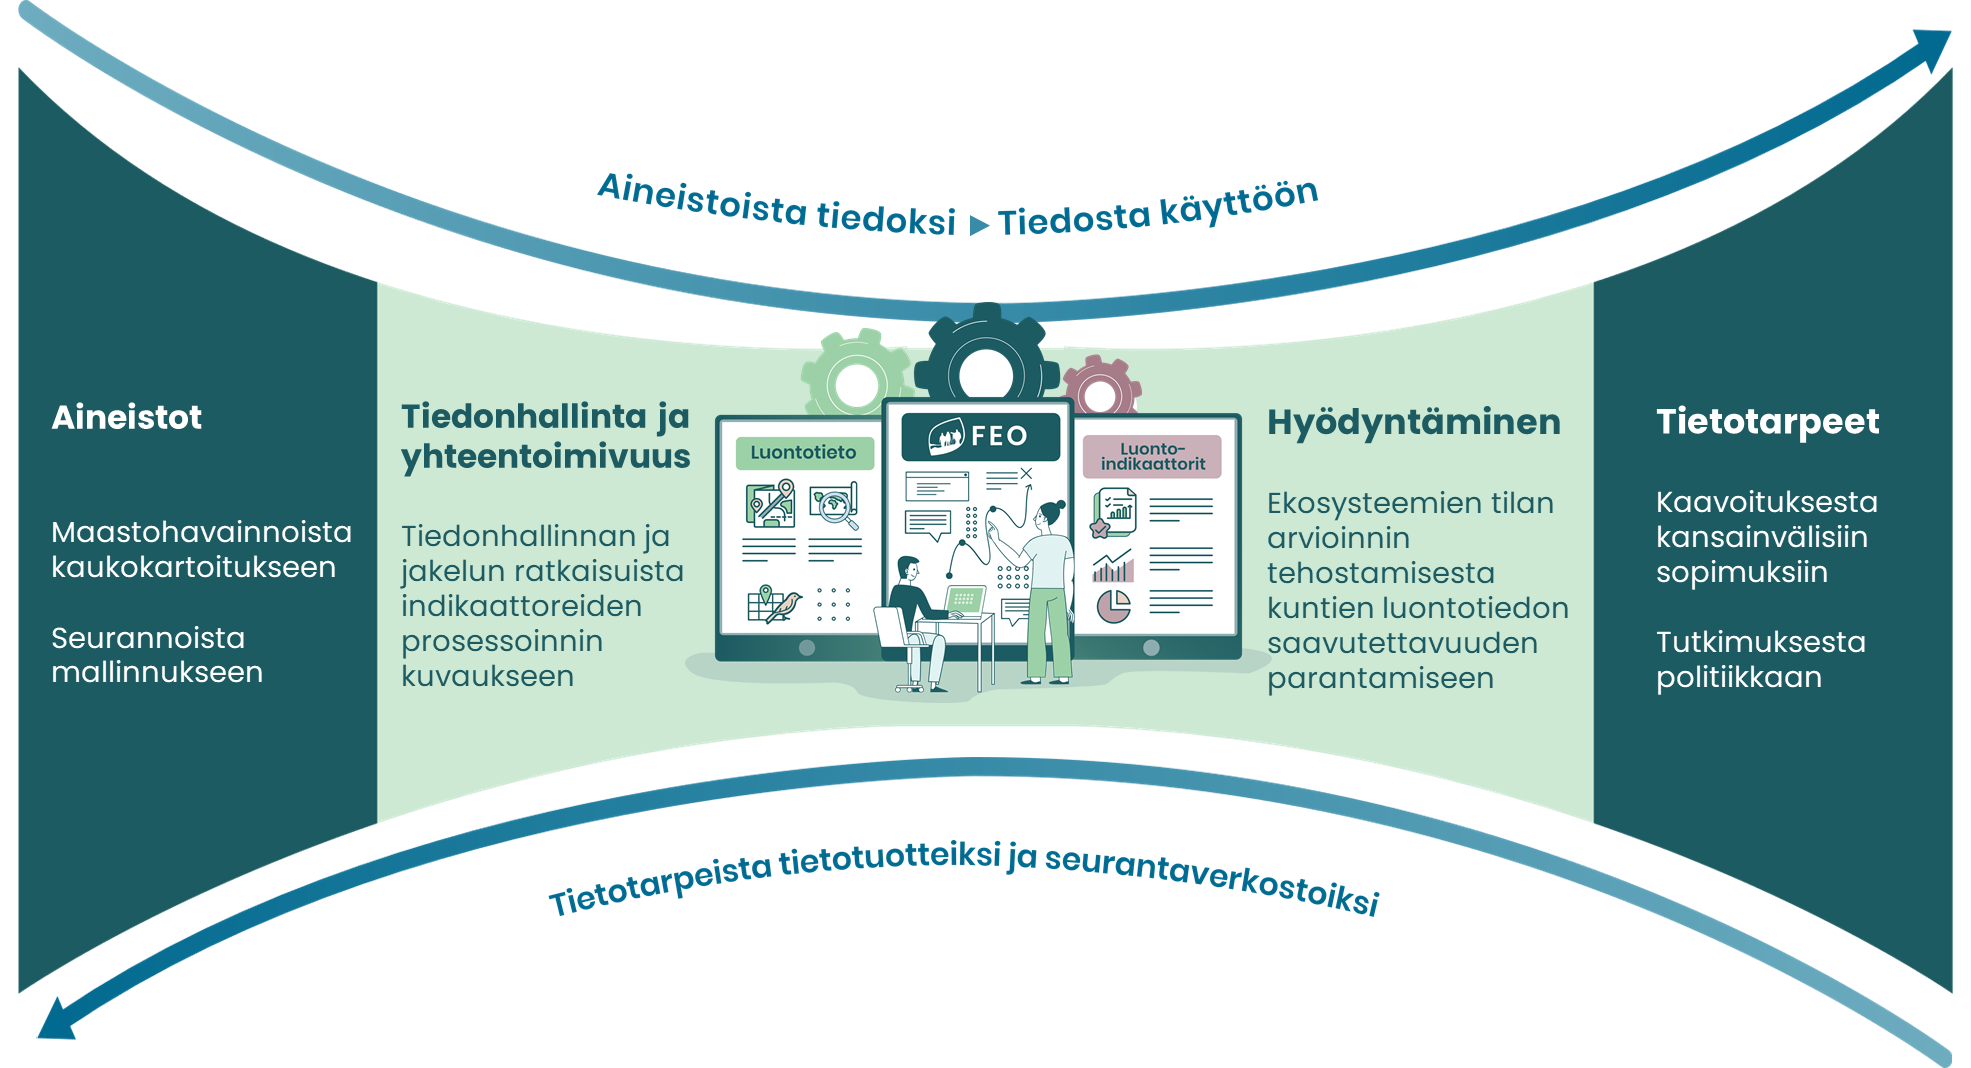 Aineistoista tiedoksi ▶ Tiedosta käyttöön
Aineistot
Maastohavainnoista
kaukokartoitukseen
Seurannoista
mallinnukseen
Tiedonhallinta ja
yhteentoimivuus
Tiedonhallinnan ja
jakelun ratkaisuista
indikaattoreiden
prosessoinnin
kuvaukseen
Luontotieto
FEO
Luonto-
indikaattorit
Hyödyntäminen
Ekosysteemien tilan
arvioinnin
tehostamisesta
kuntien luontotiedon
saavutettavuuden
parantamiseen
Tietotarpeet
Kaavoituksesta
kansainvälisiin
sopimuksiin
Tutkimuksesta
politiikkaan
Tietotarpeista tietotuotteiksi ja seurantaverkostoiksi